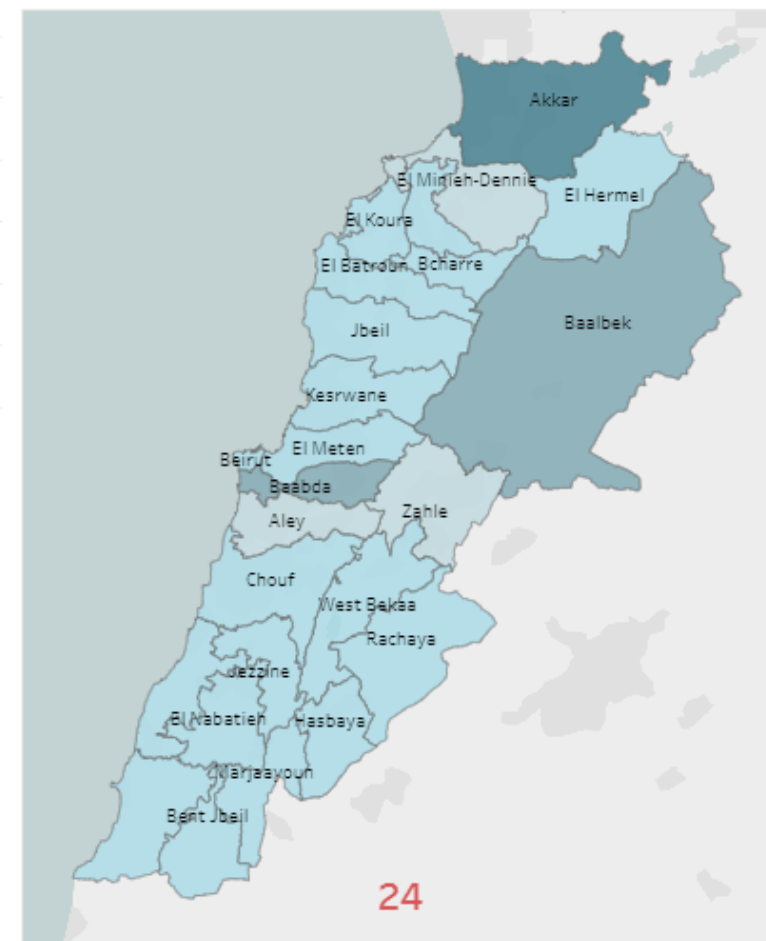 Akkar
El Minieh-Dennie
El Hermel
El Koura
El Batroun
Bcharre
Baalbek
Jbeil
Kesrwane
El Meten
Beirut
Baabda
Zahle
Aley
Chouf
West Bekaa
Rachaya
Jezzine
El Nabatieh
Hasbaya
Marjaayoun
Bent Jbeil
24